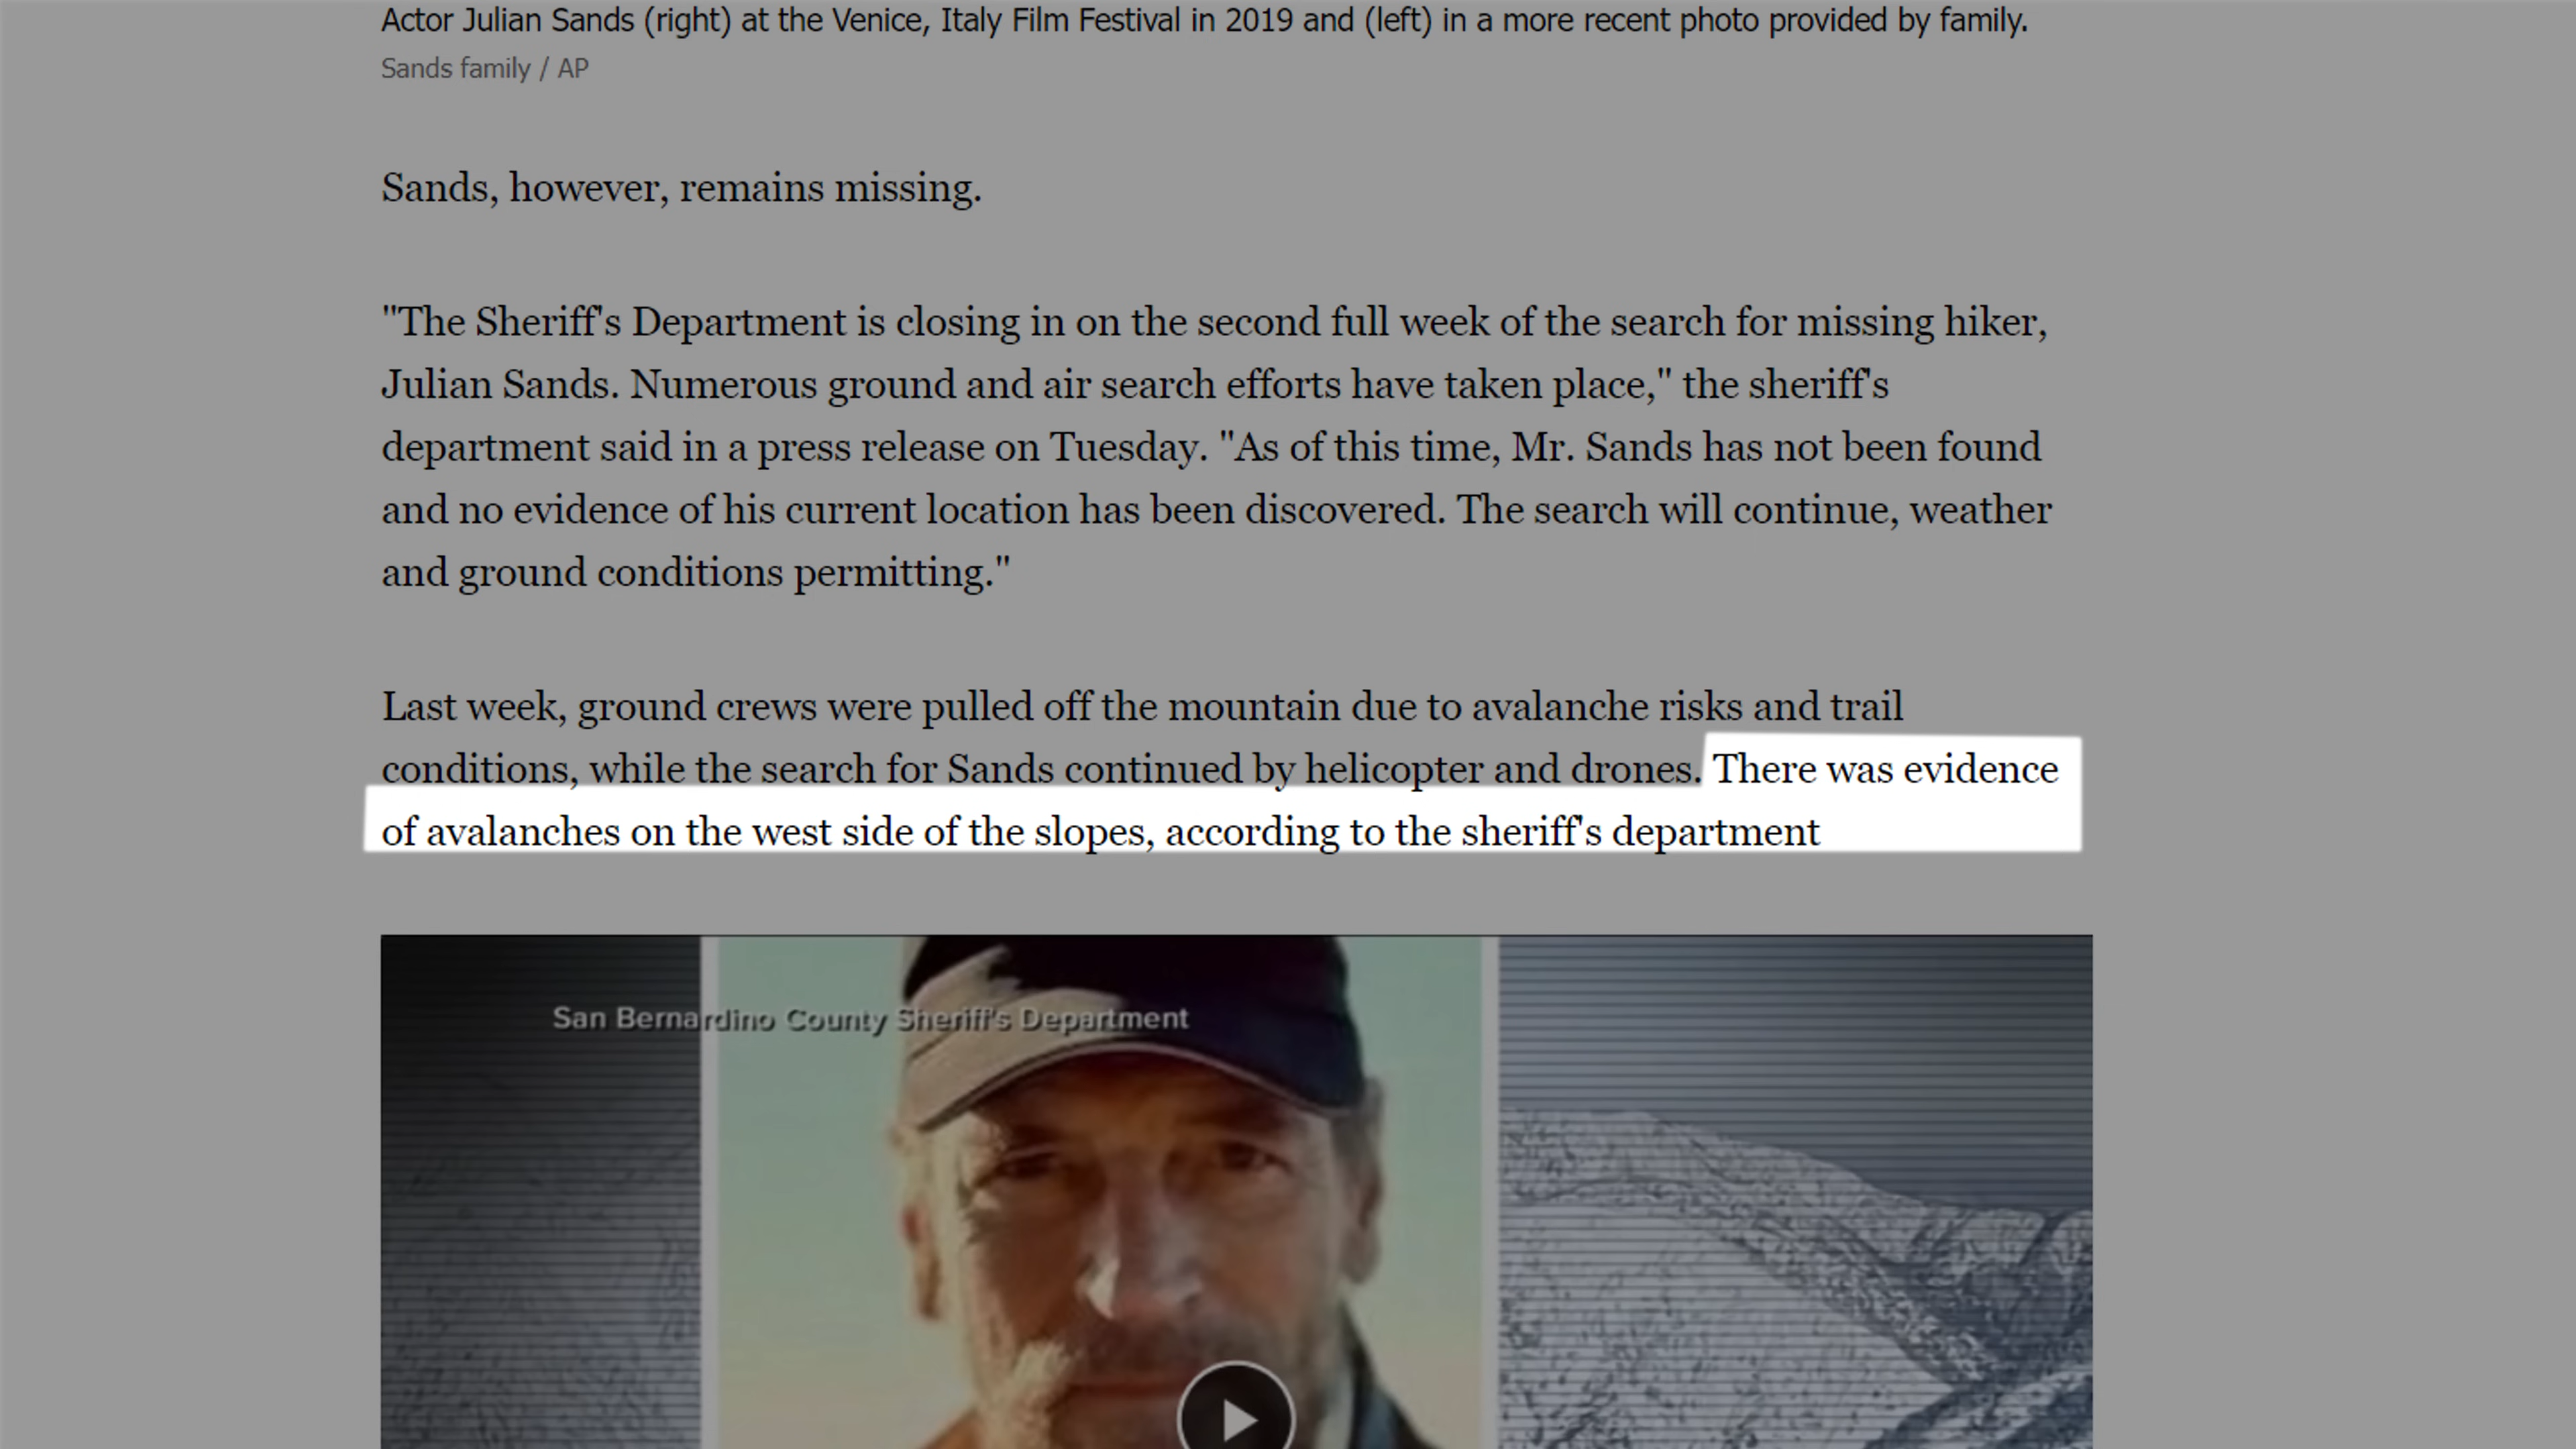 Actor Julian Sands (right) at the Venice, Italy Film Festival in 2019 and (left) in a more recent photo provided by family.
Sands family / AP
Sands, however, remains missing.
"The Sheriff's Department is closing in on the second full week of the search for missing hiker,
Julian Sands. Numerous ground and air search efforts have taken place," the sheriff's
department said in a press release on Tuesday. "As of this time, Mr. Sands has not been found
and no evidence of his current location has been discovered. The search will continue, weather
and ground conditions permitting."
Last week, ground crews were pulled off the mountain due to avalanche risks and trail
conditions, while the search for Sands continued by helicopter and drones. There was evidence
of avalanches on the west side of the slopes, according to the sheriff's department
San Bernardino County Sheriff's Department